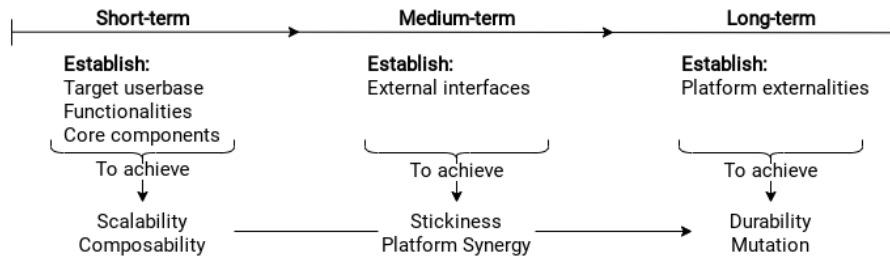 Short-term
Medium-term
Long-term
Establish:
Target userbase
Functionalities
Core components
To achieve
Scalability
Composability
Establish:
External interfaces
To achieve
Stickiness
Platform Synergy
Establish:
Platform externalities
To achieve
Durability
Mutation